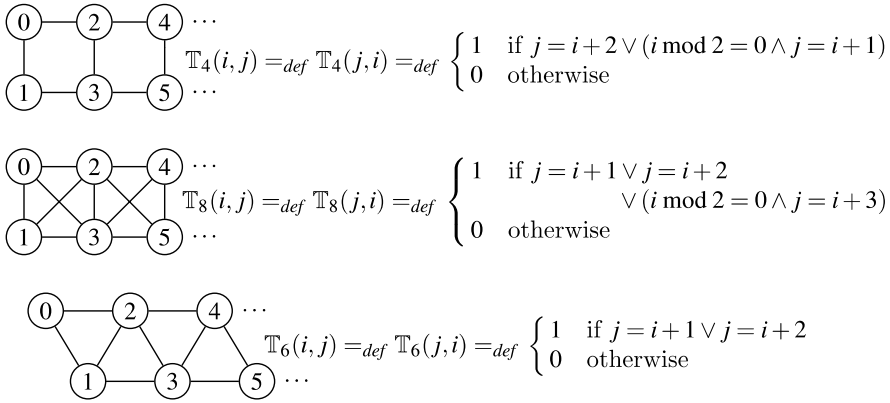 0 2 4 ···
𝕋₄(i, j) =def 𝕋₄(j, i) =def { 1 if j = i + 2 ∨ (i mod 2 = 0 ∧ j = i + 1)
0 otherwise
1 3 5 ···
0 2 4 ···
𝕋₈(i, j) =def 𝕋₈(j, i) =def { 1 if j = i + 1 ∨ j = i + 2
∨ (i mod 2 = 0 ∧ j = i + 3)
0 otherwise
1 3 5 ···
0 2 4 ···
𝕋₆(i, j) =def 𝕋₆(j, i) =def { 1 if j = i + 1 ∨ j = i + 2
0 otherwise
1 3 5 ···